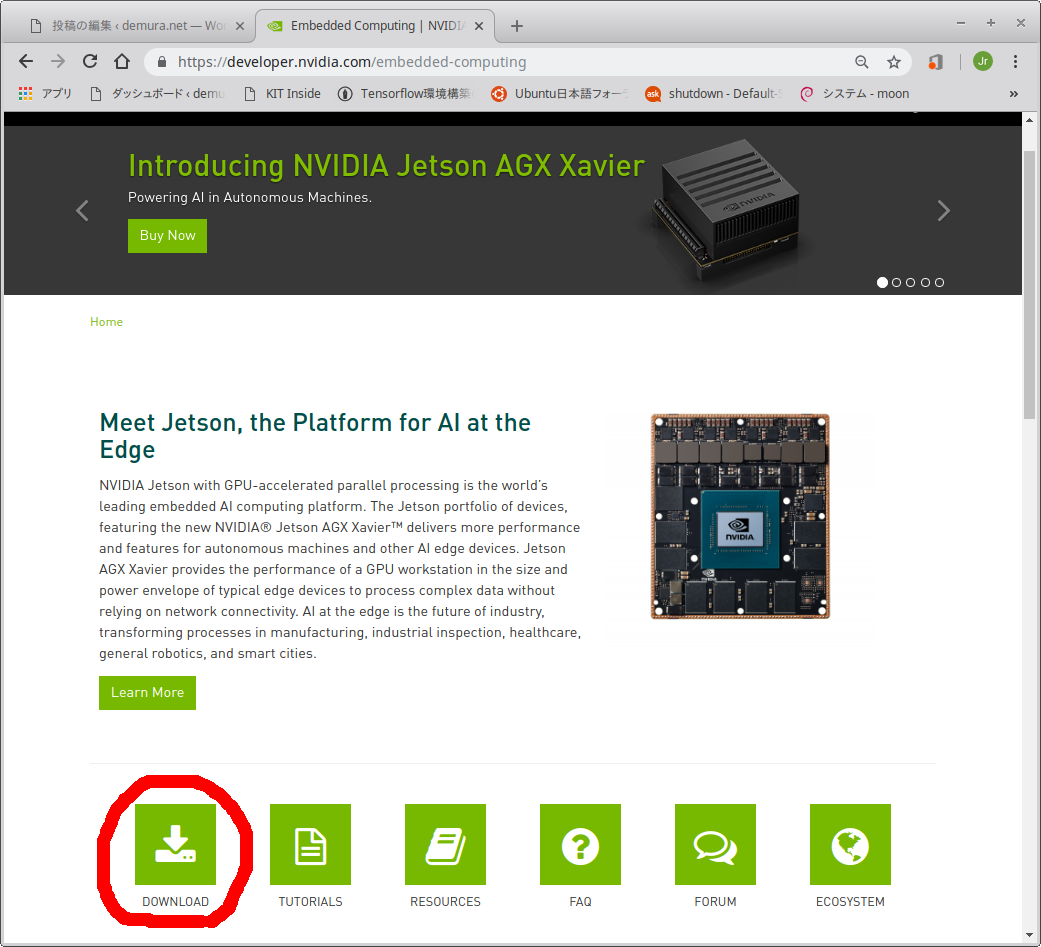 投稿の編集 ‹ demura.net — Wor
Embedded Computing | NVIDIA
https://developer.nvidia.com/embedded-computing
Jr
アプリ
ダッシュボード ‹ demu
KIT Inside
Tensorflow環境構築
Ubuntu日本語フォー
ask
shutdown - Default-S
システム - moon
»
Introducing NVIDIA Jetson AGX Xavier
Powering AI in Autonomous Machines.
Buy Now
NVIDIA
Home
Meet Jetson, the Platform for AI at the
Edge
NVIDIA Jetson with GPU-accelerated parallel processing is the world's
leading embedded AI computing platform. The Jetson portfolio of devices,
featuring the new NVIDIA® Jetson AGX Xavier™ delivers more performance
and features for autonomous machines and other AI edge devices. Jetson
AGX Xavier provides the performance of a GPU workstation in the size and
power envelope of typical edge devices to process complex data without
relying on network connectivity. AI at the edge is the future of industry,
transforming processes in manufacturing, industrial inspection, healthcare,
general robotics, and smart cities.
NVIDIA
Learn More
DOWNLOAD
TUTORIALS
RESOURCES
FAQ
FORUM
ECOSYSTEM